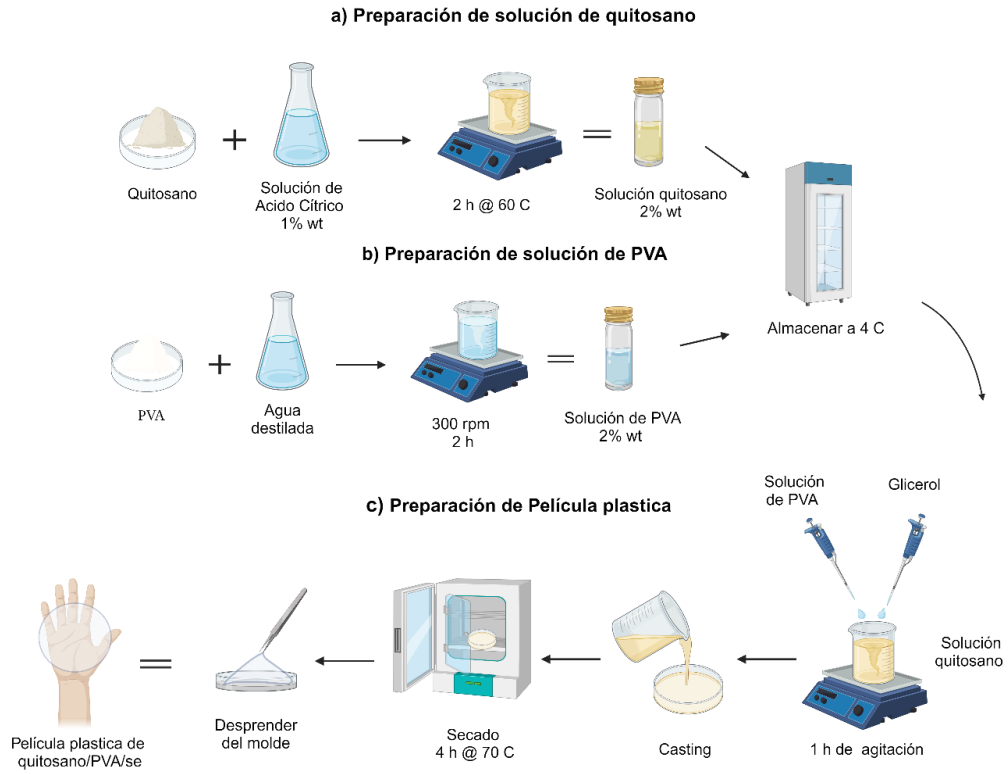 a) Preparación de solución de quitosano
Quitosano
Solución de
Acido Cítrico
1% wt
2 h @ 60 C
Solución quitosano
2% wt
Almacenar a 4 C
b) Preparación de solución de PVA
PVA
Agua
destilada
300 rpm
2 h
Solución de PVA
2% wt
c) Preparación de Película plastica
Solución
de PVA
Glicerol
Solución
quitosano
1 h de agitación
Casting
Secado
4 h @ 70 C
Desprender
del molde
Película plastica de
quitosano/PVA/se